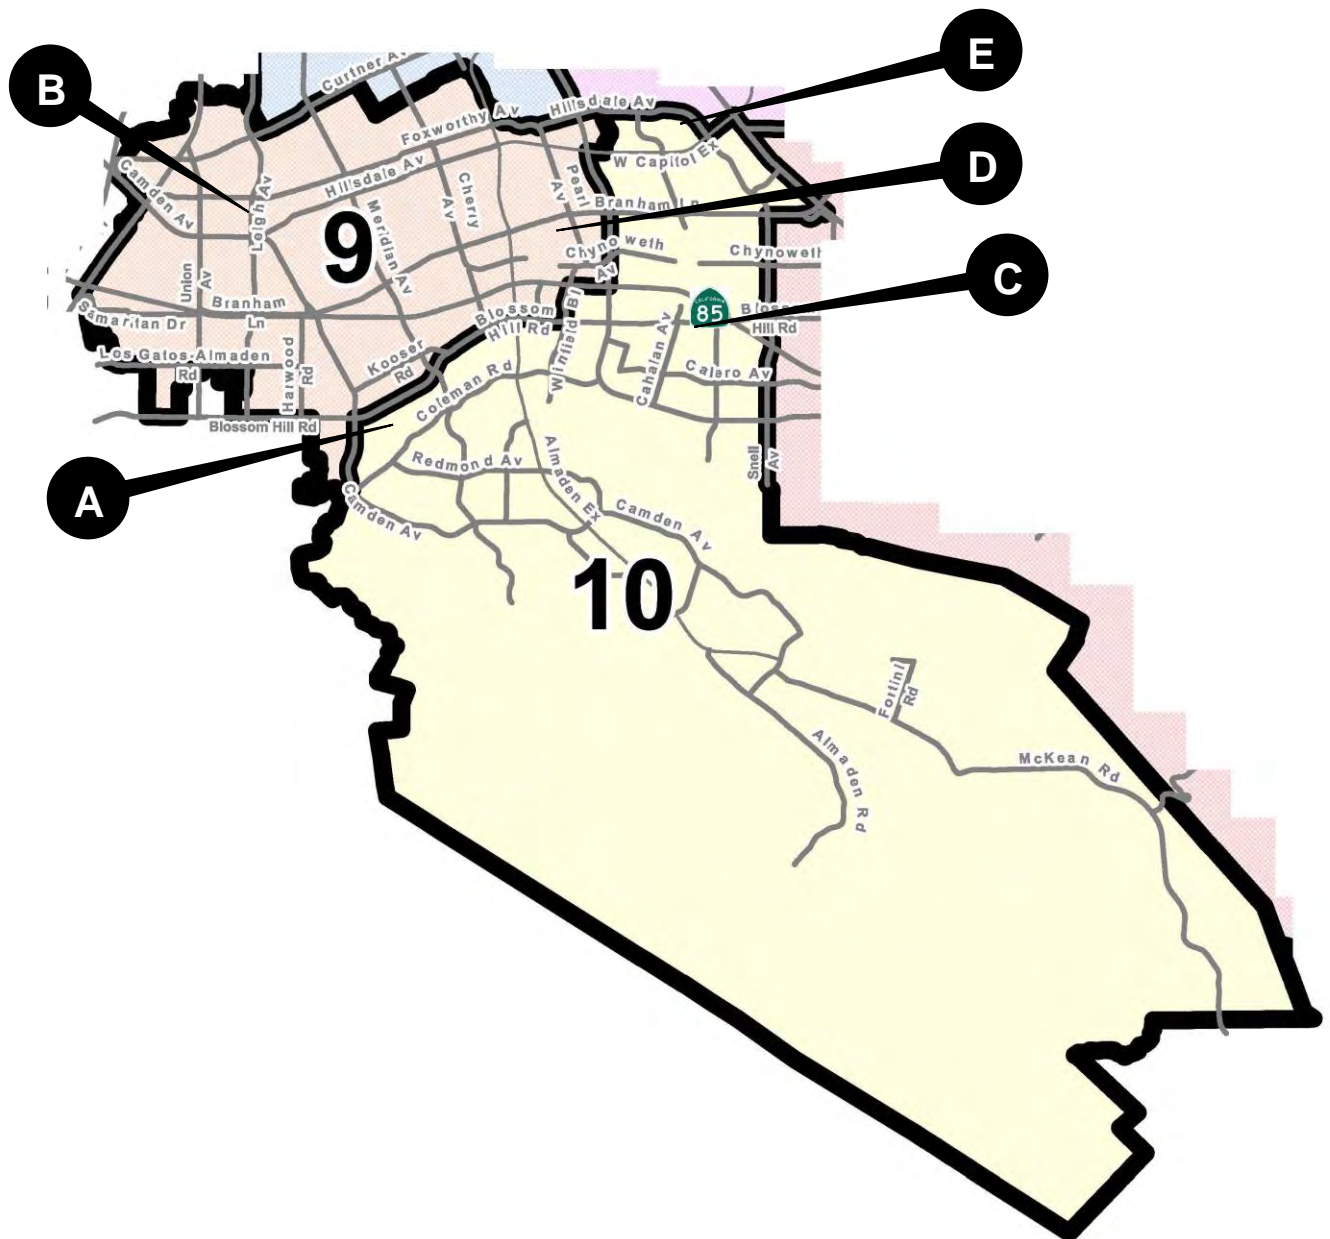 E
B
Curtner Av
Hillsdale Av
Foxworthy Av
W Capitol Ex
D
Camden Av
Hillsdale Av
Leigh Av
Cherry Av
Pearl Av
Branham Ln
9
Meridian Av
Chynoweth Av
Chynoweth
C
Union Av
Branham Ln
CALIFORNIA
85
Samaritan Dr
Blossom Hill Rd
Winfield Bl
Hill Rd
Los Gatos-Almaden Rd
Kooser Rd
Cahalan Av
Calero Av
Harwood Rd
Coleman Rd
Blossom Hill Rd
A
Redmond Av
Almaden Ex
Snell Av
Camden Av
Camden Av
10
Fortini Rd
Almaden Rd
McKean Rd